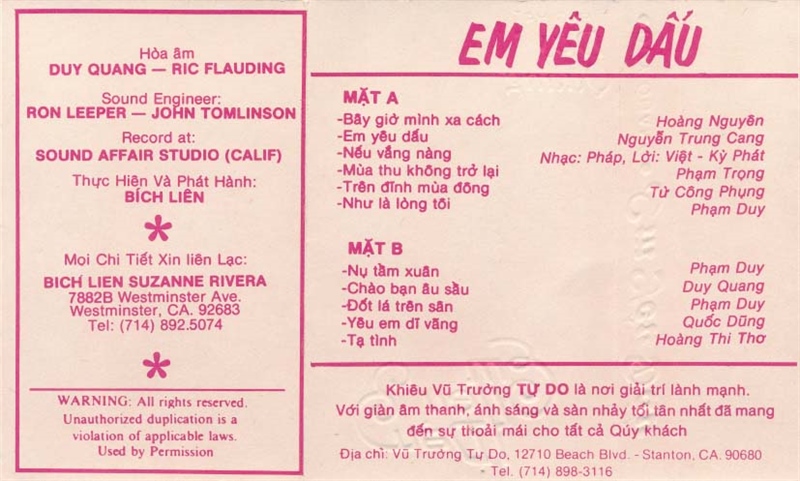 Hòa âm
DUY QUANG — RIC FLAUDING
Sound Engineer:
RON LEEPER — JOHN TOMLINSON
Record at:
SOUND AFFAIR STUDIO (CALIF)
Thực Hiện Và Phát Hành:
BÍCH LIÊN
*
Mọi Chi Tiết Xin liên Lạc:
BICH LIEN SUZANNE RIVERA
7882B Westminster Ave.
Westminster, CA. 92683
Tel: (714) 892.5074
*
WARNING: All rights reserved.
Unauthorized duplication is a
violation of applicable laws.
Used by Permission
EM YÊU DẤU
MẶT A
-Bây giờ mình xa cách Hoàng Nguyên
-Em yêu dấu Nguyễn Trung Cang
-Nếu vắng nàng Nhạc: Pháp, Lời: Việt - Kỳ Phát
-Mùa thu không trở lại Phạm Trọng
-Trên đỉnh mùa đông Từ Công Phụng
-Như là lòng tôi Phạm Duy
MẶT B
-Nụ tầm xuân Phạm Duy
-Chào bạn âu sầu Duy Quang
-Đốt lá trên sân Phạm Duy
-Yêu em dĩ vãng Quốc Dũng
-Tạ tình Hoàng Thi Thơ
Khiêu Vũ Trường TỰ DO là nơi giải trí lành mạnh.
Với giàn âm thanh, ánh sáng và sàn nhảy tối tân nhất đã mang
đến sự thoải mái cho tất cả Qúy khách
Địa chỉ: Vũ Trường Tự Do, 12710 Beach Blvd. - Stanton, CA. 90680
- Tel. (714) 898-3116